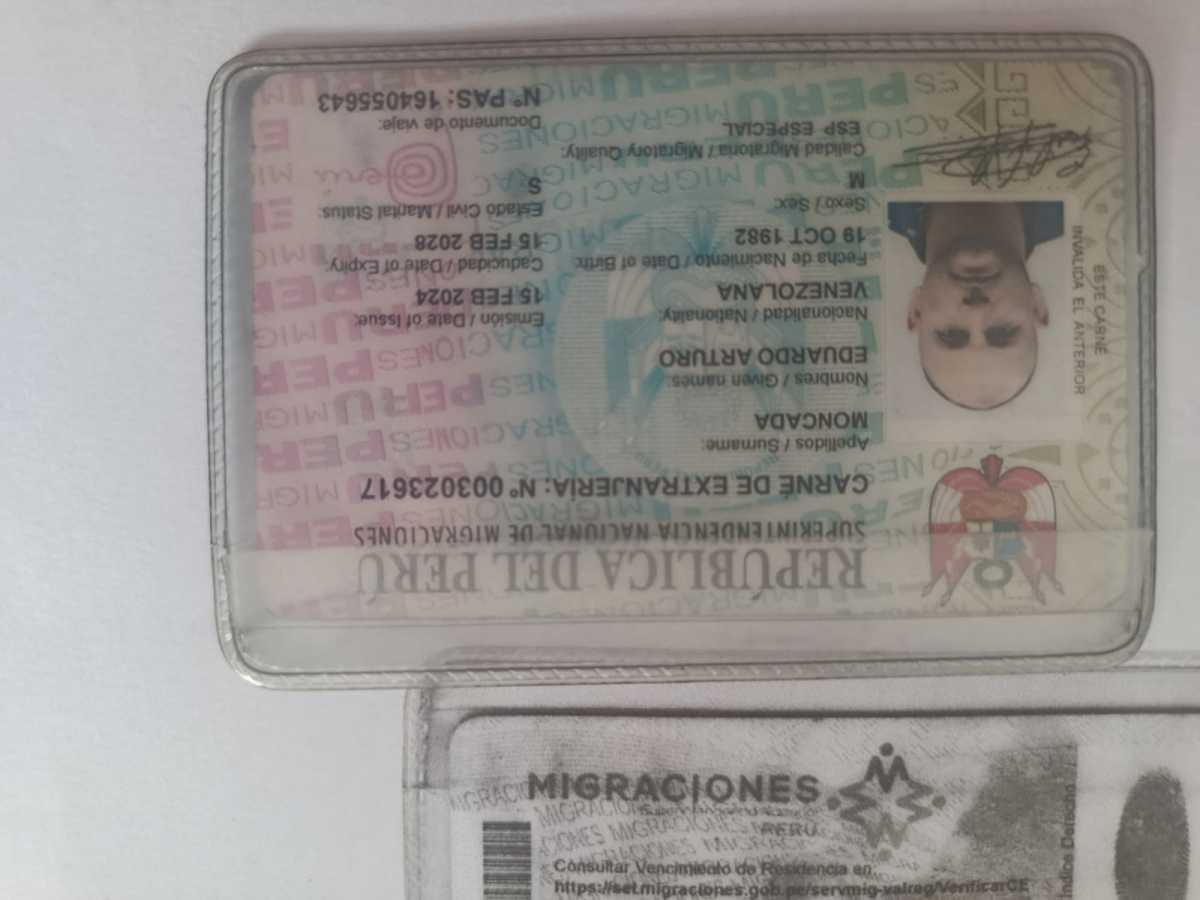 REPÚBLICA DEL PERÚ
SUPERINTENDENCIA NACIONAL DE MIGRACIONES
CARNÉ DE EXTRANJERÍA: Nº 003023617
Apellidos / Surname:
MONCADA
Nombres / Given names:
EDUARDO ARTURO
Nacionalidad / Nationality:
VENEZOLANA
Emisión / Date of Issue:
15 FEB 2024
Fecha de Nacimiento / Date of Birth:
19 OCT 1982
Caducidad / Date of Expiry:
15 FEB 2028
Sexo / Sex:
M
Estado Civil / Marital Status:
S
Calidad Migratoria / Migratory Quality:
ESP ESPECIAL
Documento de viaje:
Nº PAS: 164055643
ESTE CARNÉ
INVALIDA EL ANTERIOR
MIGRACIONES
PERÚ
Consultar Vencimiento de Residencia en:
https://set.migraciones.gob.pe/servmig-valreg/VerificarCE
Indice Derecho